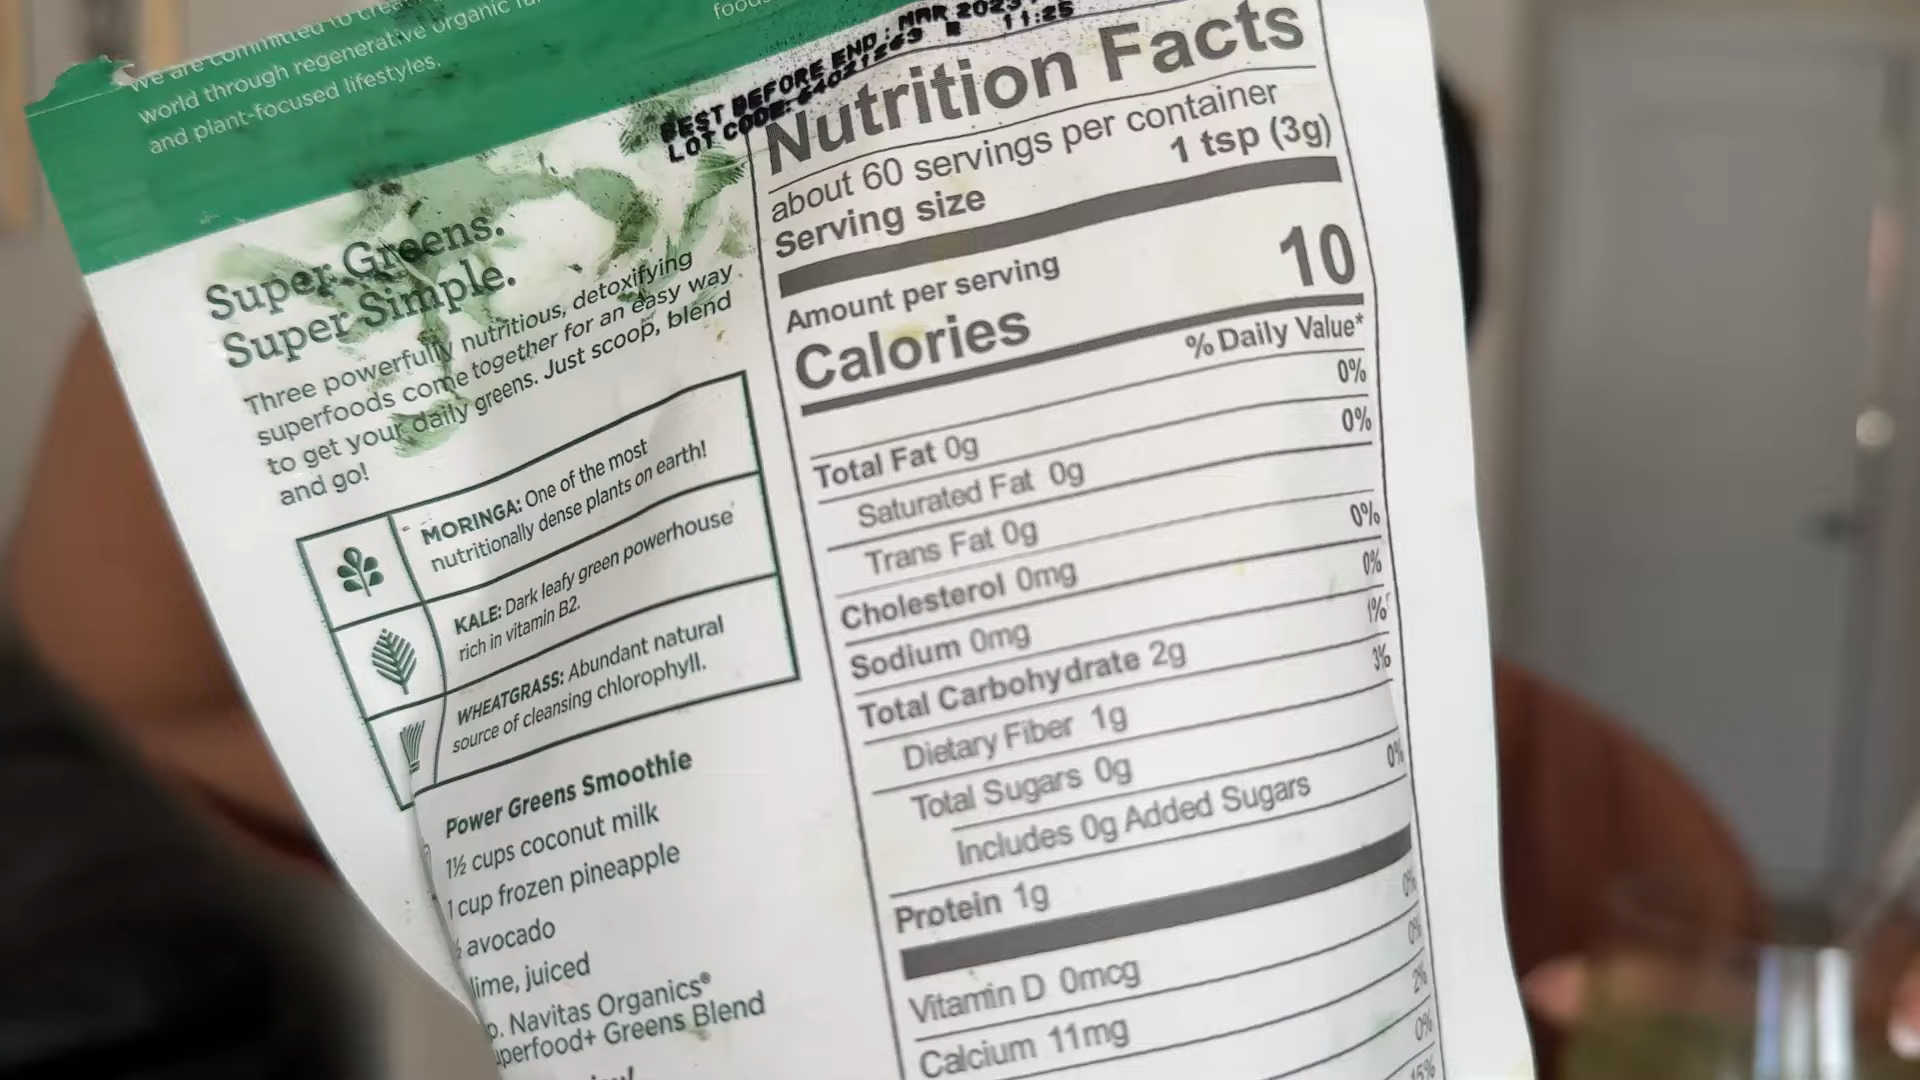 we are committed to
world through regenerative organic
and plant-focused lifestyles.
BEST BEFORE END: MAR 2023
11:25
LOT CODE:
Super Greens.
Super Simple.
Three powerfully nutritious, detoxifying
superfoods come together for an easy way
to get your daily greens. Just scoop, blend
and go!
MORINGA: One of the most
nutritionally dense plants on earth!
KALE: Dark leafy green powerhouse
rich in vitamin B2.
WHEATGRASS: Abundant natural
source of cleansing chlorophyll.
Power Greens Smoothie
1½ cups coconut milk
1 cup frozen pineapple
avocado
lime, juiced
Navitas Organics®
Greens Blend
Nutrition Facts
about 60 servings per container
Serving size 1 tsp (3g)
Amount per serving
Calories 10
% Daily Value*
Total Fat 0g 0%
Saturated Fat 0g 0%
Trans Fat 0g
Cholesterol 0mg 0%
Sodium 0mg 0%
Total Carbohydrate 2g 1%
Dietary Fiber 1g 3%
Total Sugars 0g
Includes 0g Added Sugars 0%
Protein 1g
Vitamin D 0mcg 0%
Calcium 11mg 0%
2%
0%
15%